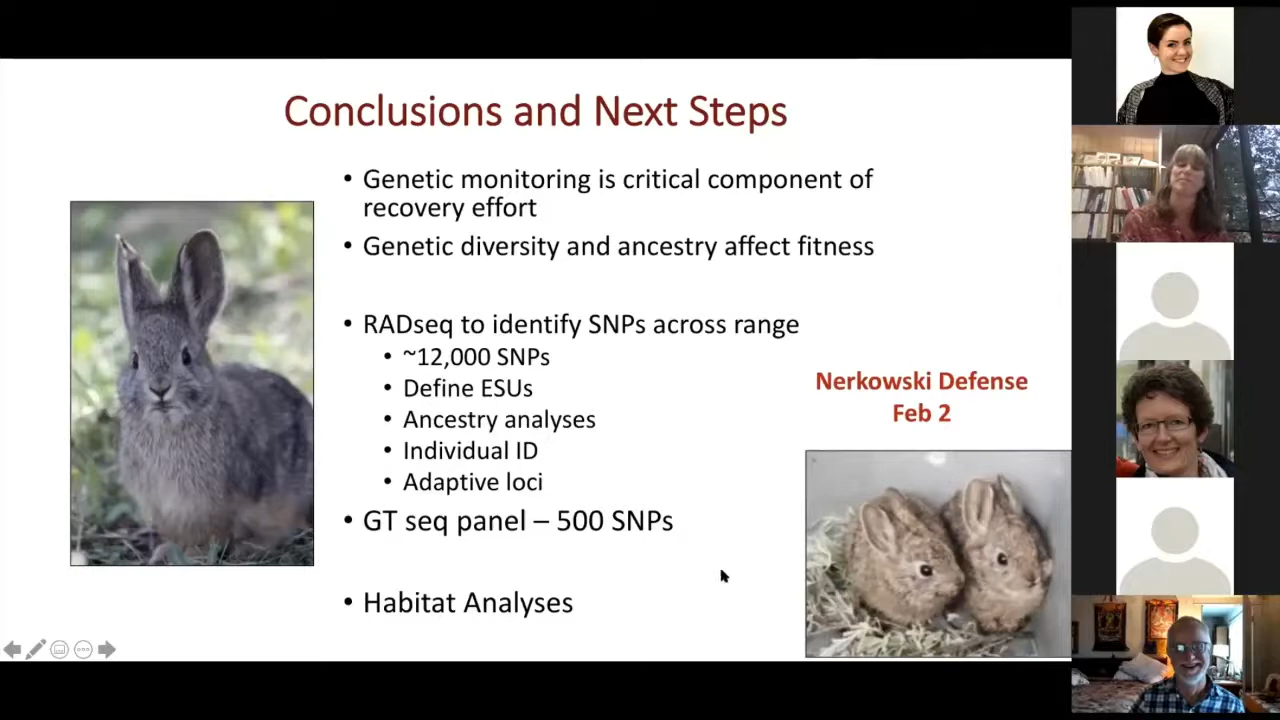 Conclusions and Next Steps
• Genetic monitoring is critical component of
recovery effort
• Genetic diversity and ancestry affect fitness
• RADseq to identify SNPs across range
• ~12,000 SNPs
• Define ESUs
• Ancestry analyses
• Individual ID
• Adaptive loci
• GT seq panel – 500 SNPs
• Habitat Analyses
Nerkowski Defense
Feb 2